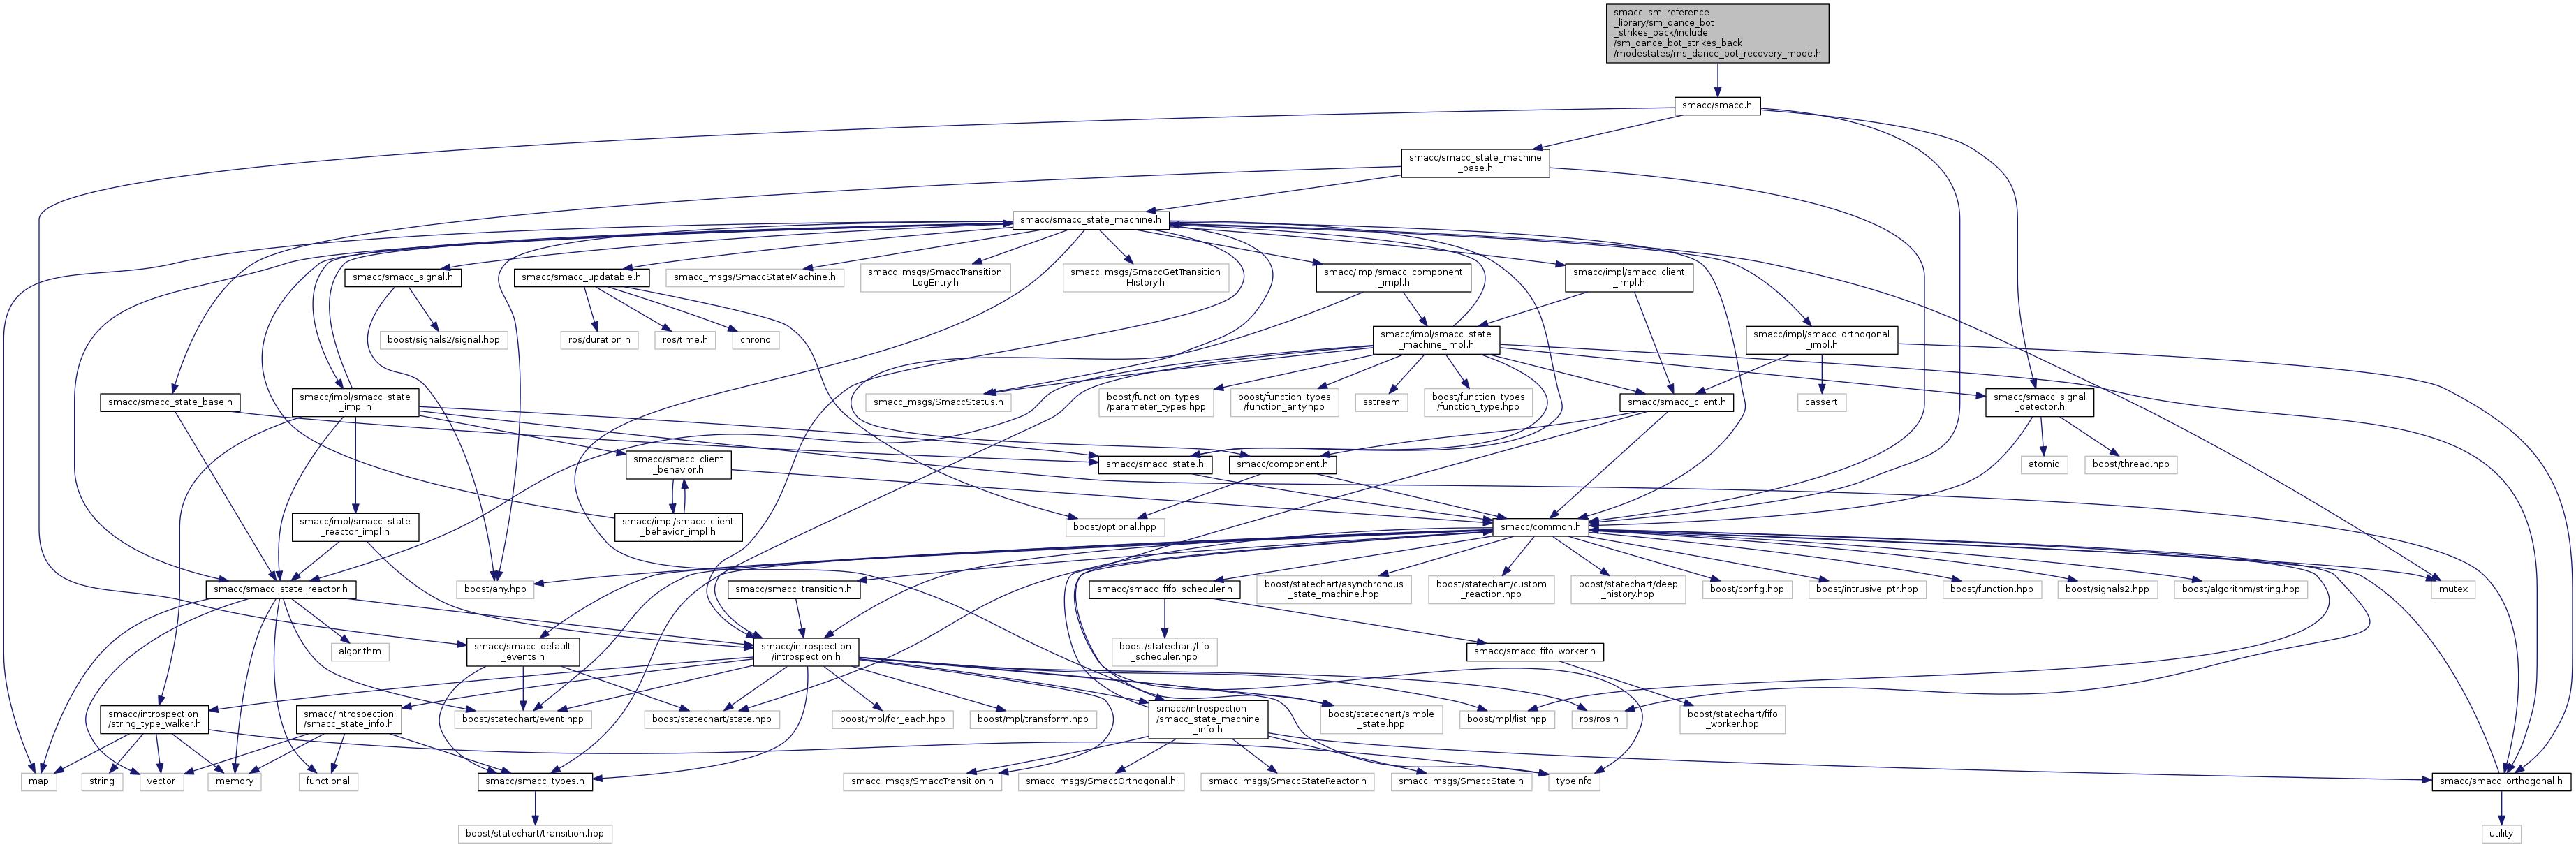 smacc_sm_reference
_library/sm_dance_bot
_strikes_back/include
/sm_dance_bot_strikes_back
/modestates/ms_dance_bot_recovery_mode.h
smacc/smacc.h
smacc/smacc_state_machine
_base.h
smacc/smacc_state_machine.h
smacc/smacc_signal.h
smacc/smacc_updatable.h
smacc_msgs/SmaccStateMachine.h
smacc_msgs/SmaccTransition
LogEntry.h
smacc_msgs/SmaccGetTransition
History.h
smacc/impl/smacc_component
_impl.h
smacc/impl/smacc_client
_impl.h
boost/signals2/signal.hpp
ros/duration.h
ros/time.h
chrono
smacc/impl/smacc_state
_machine_impl.h
smacc/impl/smacc_orthogonal
_impl.h
smacc/smacc_state_base.h
smacc/impl/smacc_state
_impl.h
smacc_msgs/SmaccStatus.h
boost/function_types
/parameter_types.hpp
boost/function_types
/function_arity.hpp
sstream
boost/function_types
/function_type.hpp
smacc/smacc_client.h
cassert
smacc/smacc_signal
_detector.h
smacc/smacc_client
_behavior.h
smacc/smacc_state.h
smacc/component.h
atomic
boost/thread.hpp
smacc/impl/smacc_state
_reactor_impl.h
smacc/impl/smacc_client
_behavior_impl.h
boost/optional.hpp
smacc/common.h
smacc/smacc_state_reactor.h
boost/any.hpp
smacc/smacc_transition.h
smacc/smacc_fifo_scheduler.h
boost/statechart/asynchronous
_state_machine.hpp
boost/statechart/custom
_reaction.hpp
boost/statechart/deep
_history.hpp
boost/config.hpp
boost/intrusive_ptr.hpp
boost/function.hpp
boost/signals2.hpp
boost/algorithm/string.hpp
mutex
algorithm
smacc/smacc_default
_events.h
smacc/introspection
/introspection.h
boost/statechart/fifo
_scheduler.hpp
smacc/smacc_fifo_worker.h
smacc/introspection
/string_type_walker.h
smacc/introspection
/smacc_state_info.h
boost/statechart/event.hpp
boost/statechart/state.hpp
boost/mpl/for_each.hpp
boost/mpl/transform.hpp
smacc/introspection
/smacc_state_machine
_info.h
boost/statechart/simple
_state.hpp
boost/mpl/list.hpp
ros/ros.h
boost/statechart/fifo
_worker.hpp
map
string
vector
memory
functional
smacc/smacc_types.h
smacc_msgs/SmaccTransition.h
smacc_msgs/SmaccOrthogonal.h
smacc_msgs/SmaccStateReactor.h
smacc_msgs/SmaccState.h
typeinfo
smacc/smacc_orthogonal.h
boost/statechart/transition.hpp
utility